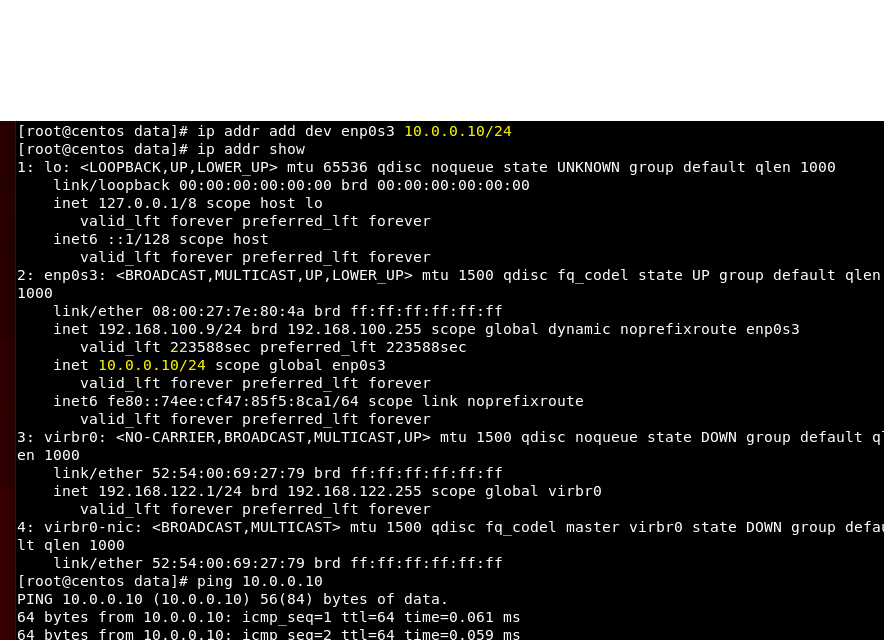 [root@centos data]# ip addr add dev enp0s3 10.0.0.10/24
[root@centos data]# ip addr show
1: lo: <LOOPBACK,UP,LOWER_UP> mtu 65536 qdisc noqueue state UNKNOWN group default qlen 1000
    link/loopback 00:00:00:00:00:00 brd 00:00:00:00:00:00
    inet 127.0.0.1/8 scope host lo
       valid_lft forever preferred_lft forever
    inet6 ::1/128 scope host
       valid_lft forever preferred_lft forever
2: enp0s3: <BROADCAST,MULTICAST,UP,LOWER_UP> mtu 1500 qdisc fq_codel state UP group default qlen
1000
    link/ether 08:00:27:7e:80:4a brd ff:ff:ff:ff:ff:ff
    inet 192.168.100.9/24 brd 192.168.100.255 scope global dynamic noprefixroute enp0s3
       valid_lft 223588sec preferred_lft 223588sec
    inet 10.0.0.10/24 scope global enp0s3
       valid_lft forever preferred_lft forever
    inet6 fe80::74ee:cf47:85f5:8ca1/64 scope link noprefixroute
       valid_lft forever preferred_lft forever
3: virbr0: <NO-CARRIER,BROADCAST,MULTICAST,UP> mtu 1500 qdisc noqueue state DOWN group default ql
en 1000
    link/ether 52:54:00:69:27:79 brd ff:ff:ff:ff:ff:ff
    inet 192.168.122.1/24 brd 192.168.122.255 scope global virbr0
       valid_lft forever preferred_lft forever
4: virbr0-nic: <BROADCAST,MULTICAST> mtu 1500 qdisc fq_codel master virbr0 state DOWN group defau
lt qlen 1000
    link/ether 52:54:00:69:27:79 brd ff:ff:ff:ff:ff:ff
[root@centos data]# ping 10.0.0.10
PING 10.0.0.10 (10.0.0.10) 56(84) bytes of data.
64 bytes from 10.0.0.10: icmp_seq=1 ttl=64 time=0.061 ms
64 bytes from 10.0.0.10: icmp_seq=2 ttl=64 time=0.059 ms